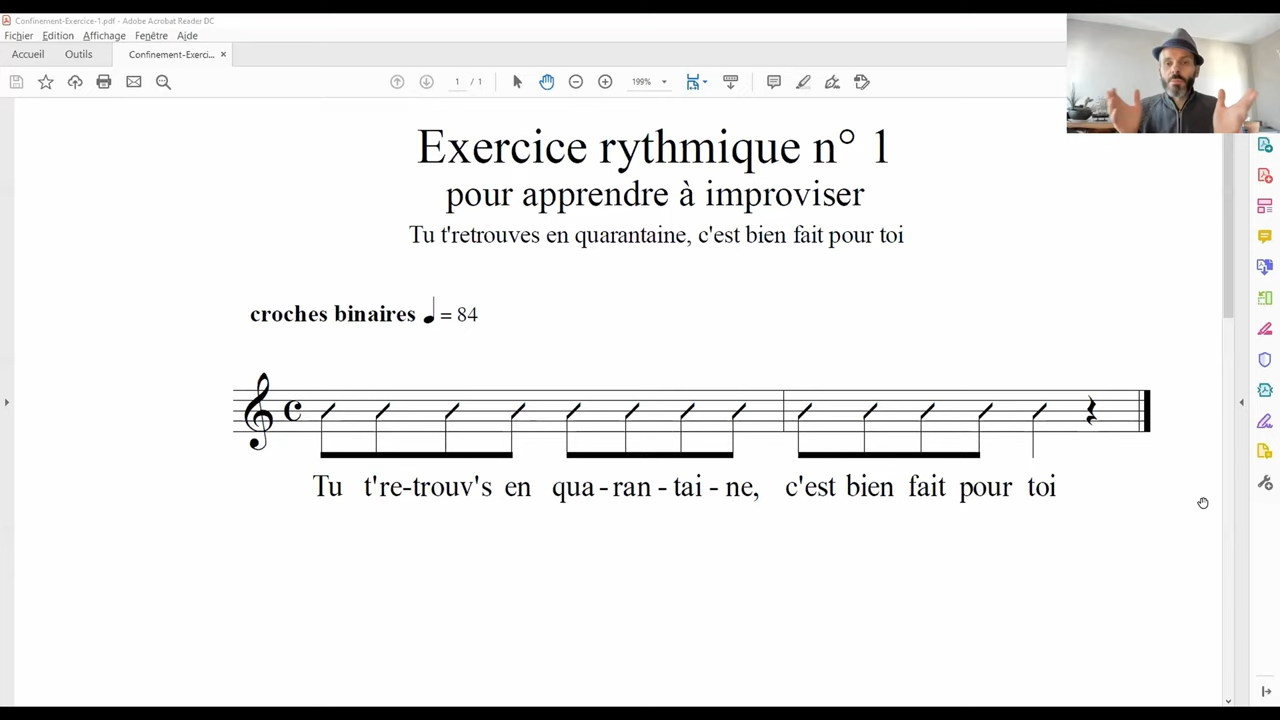 Confinement-Exercice-1.pdf - Adobe Acrobat Reader DC
Fichier Edition Affichage Fenêtre Aide
Accueil Outils Confinement-Exerci... ×
1 / 1 199%
Exercice rythmique n° 1
pour apprendre à improviser
Tu t'retrouves en quarantaine, c'est bien fait pour toi
croches binaires ♩ = 84
Tu t're-trouv's en qua - ran - tai - ne, c'est bien fait pour toi